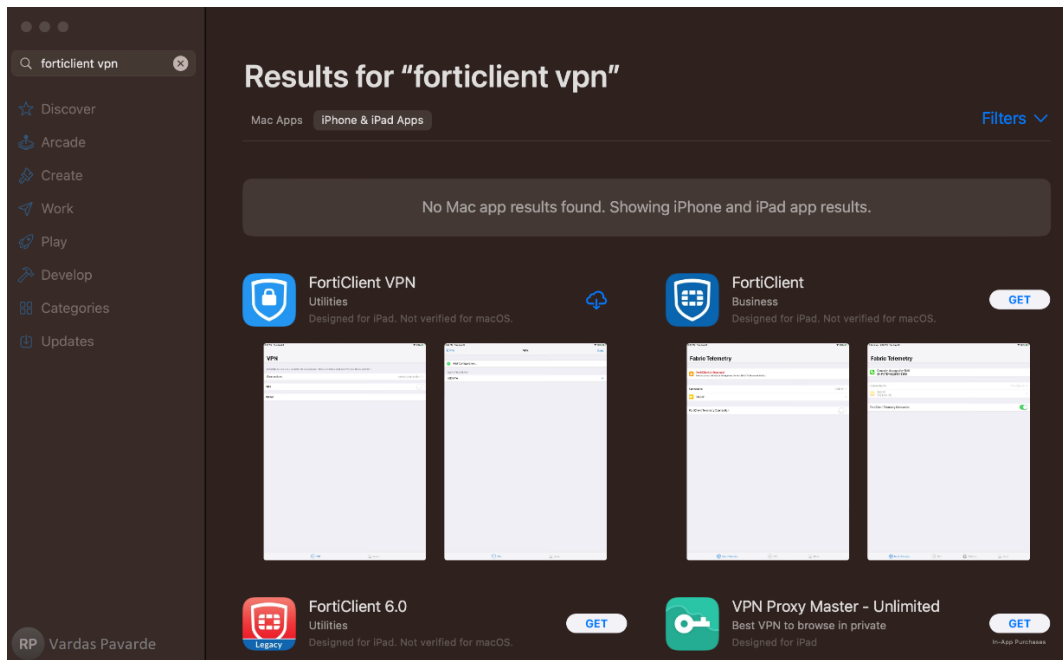 forticlient vpn
Discover
Arcade
Create
Work
Play
Develop
Categories
Updates
RP Vardas Pavarde
Results for “forticlient vpn”
Mac Apps iPhone & iPad Apps
Filters
No Mac app results found. Showing iPhone and iPad app results.
FortiClient VPN
Utilities
Designed for iPad. Not verified for macOS.
FortiClient
Business
Designed for iPad. Not verified for macOS.
GET
VPN
Fabric Telemetry
Fabric Telemetry
FortiClient 6.0
Utilities
Designed for iPad. Not verified for macOS.
Legacy
GET
VPN Proxy Master - Unlimited
Best VPN to browse in private
Designed for iPad
GET
In-App Purchases